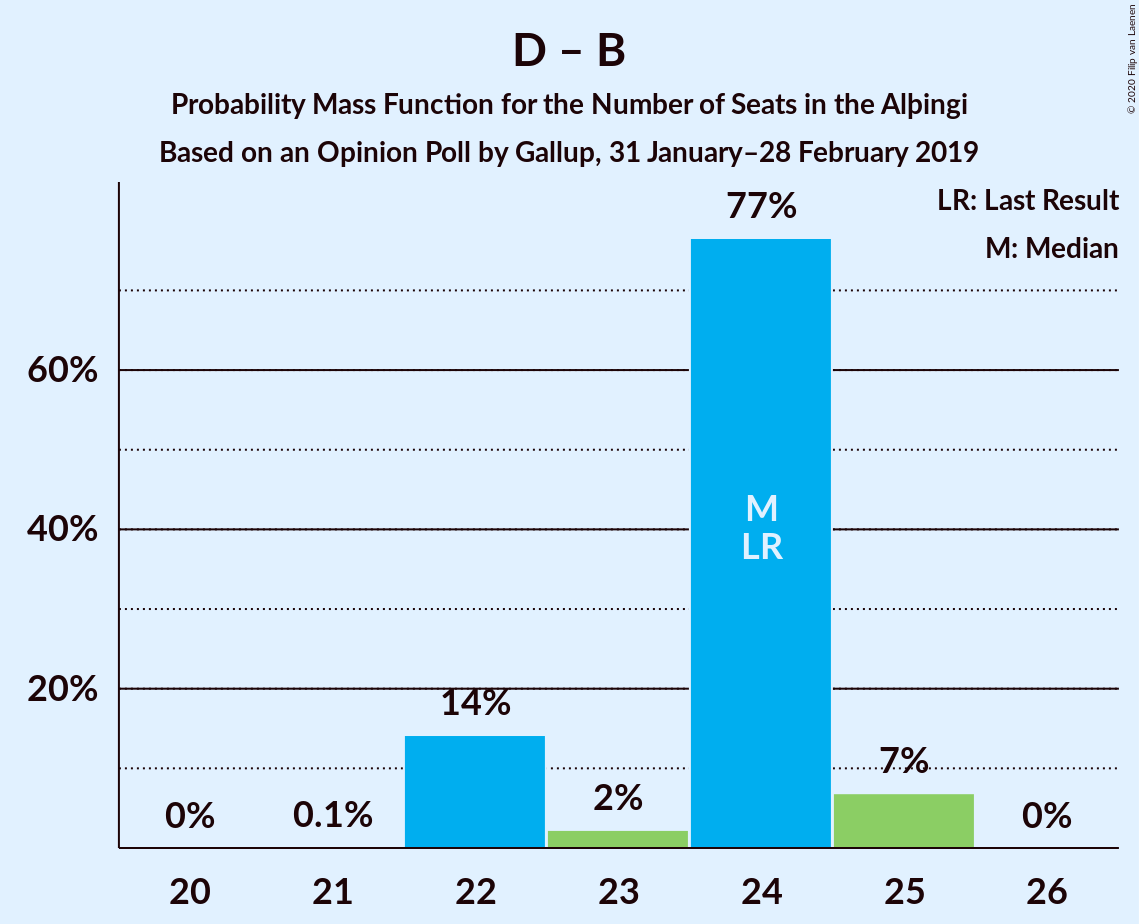 D – B
Probability Mass Function for the Number of Seats in the Alþingi
Based on an Opinion Poll by Gallup, 31 January–28 February 2019
© 2020 Filip van Laenen
LR: Last Result
M: Median
77%
60%
40%
20%
M
LR
14%
7%
2%
0%
0.1%
0%
20 21 22 23 24 25 26